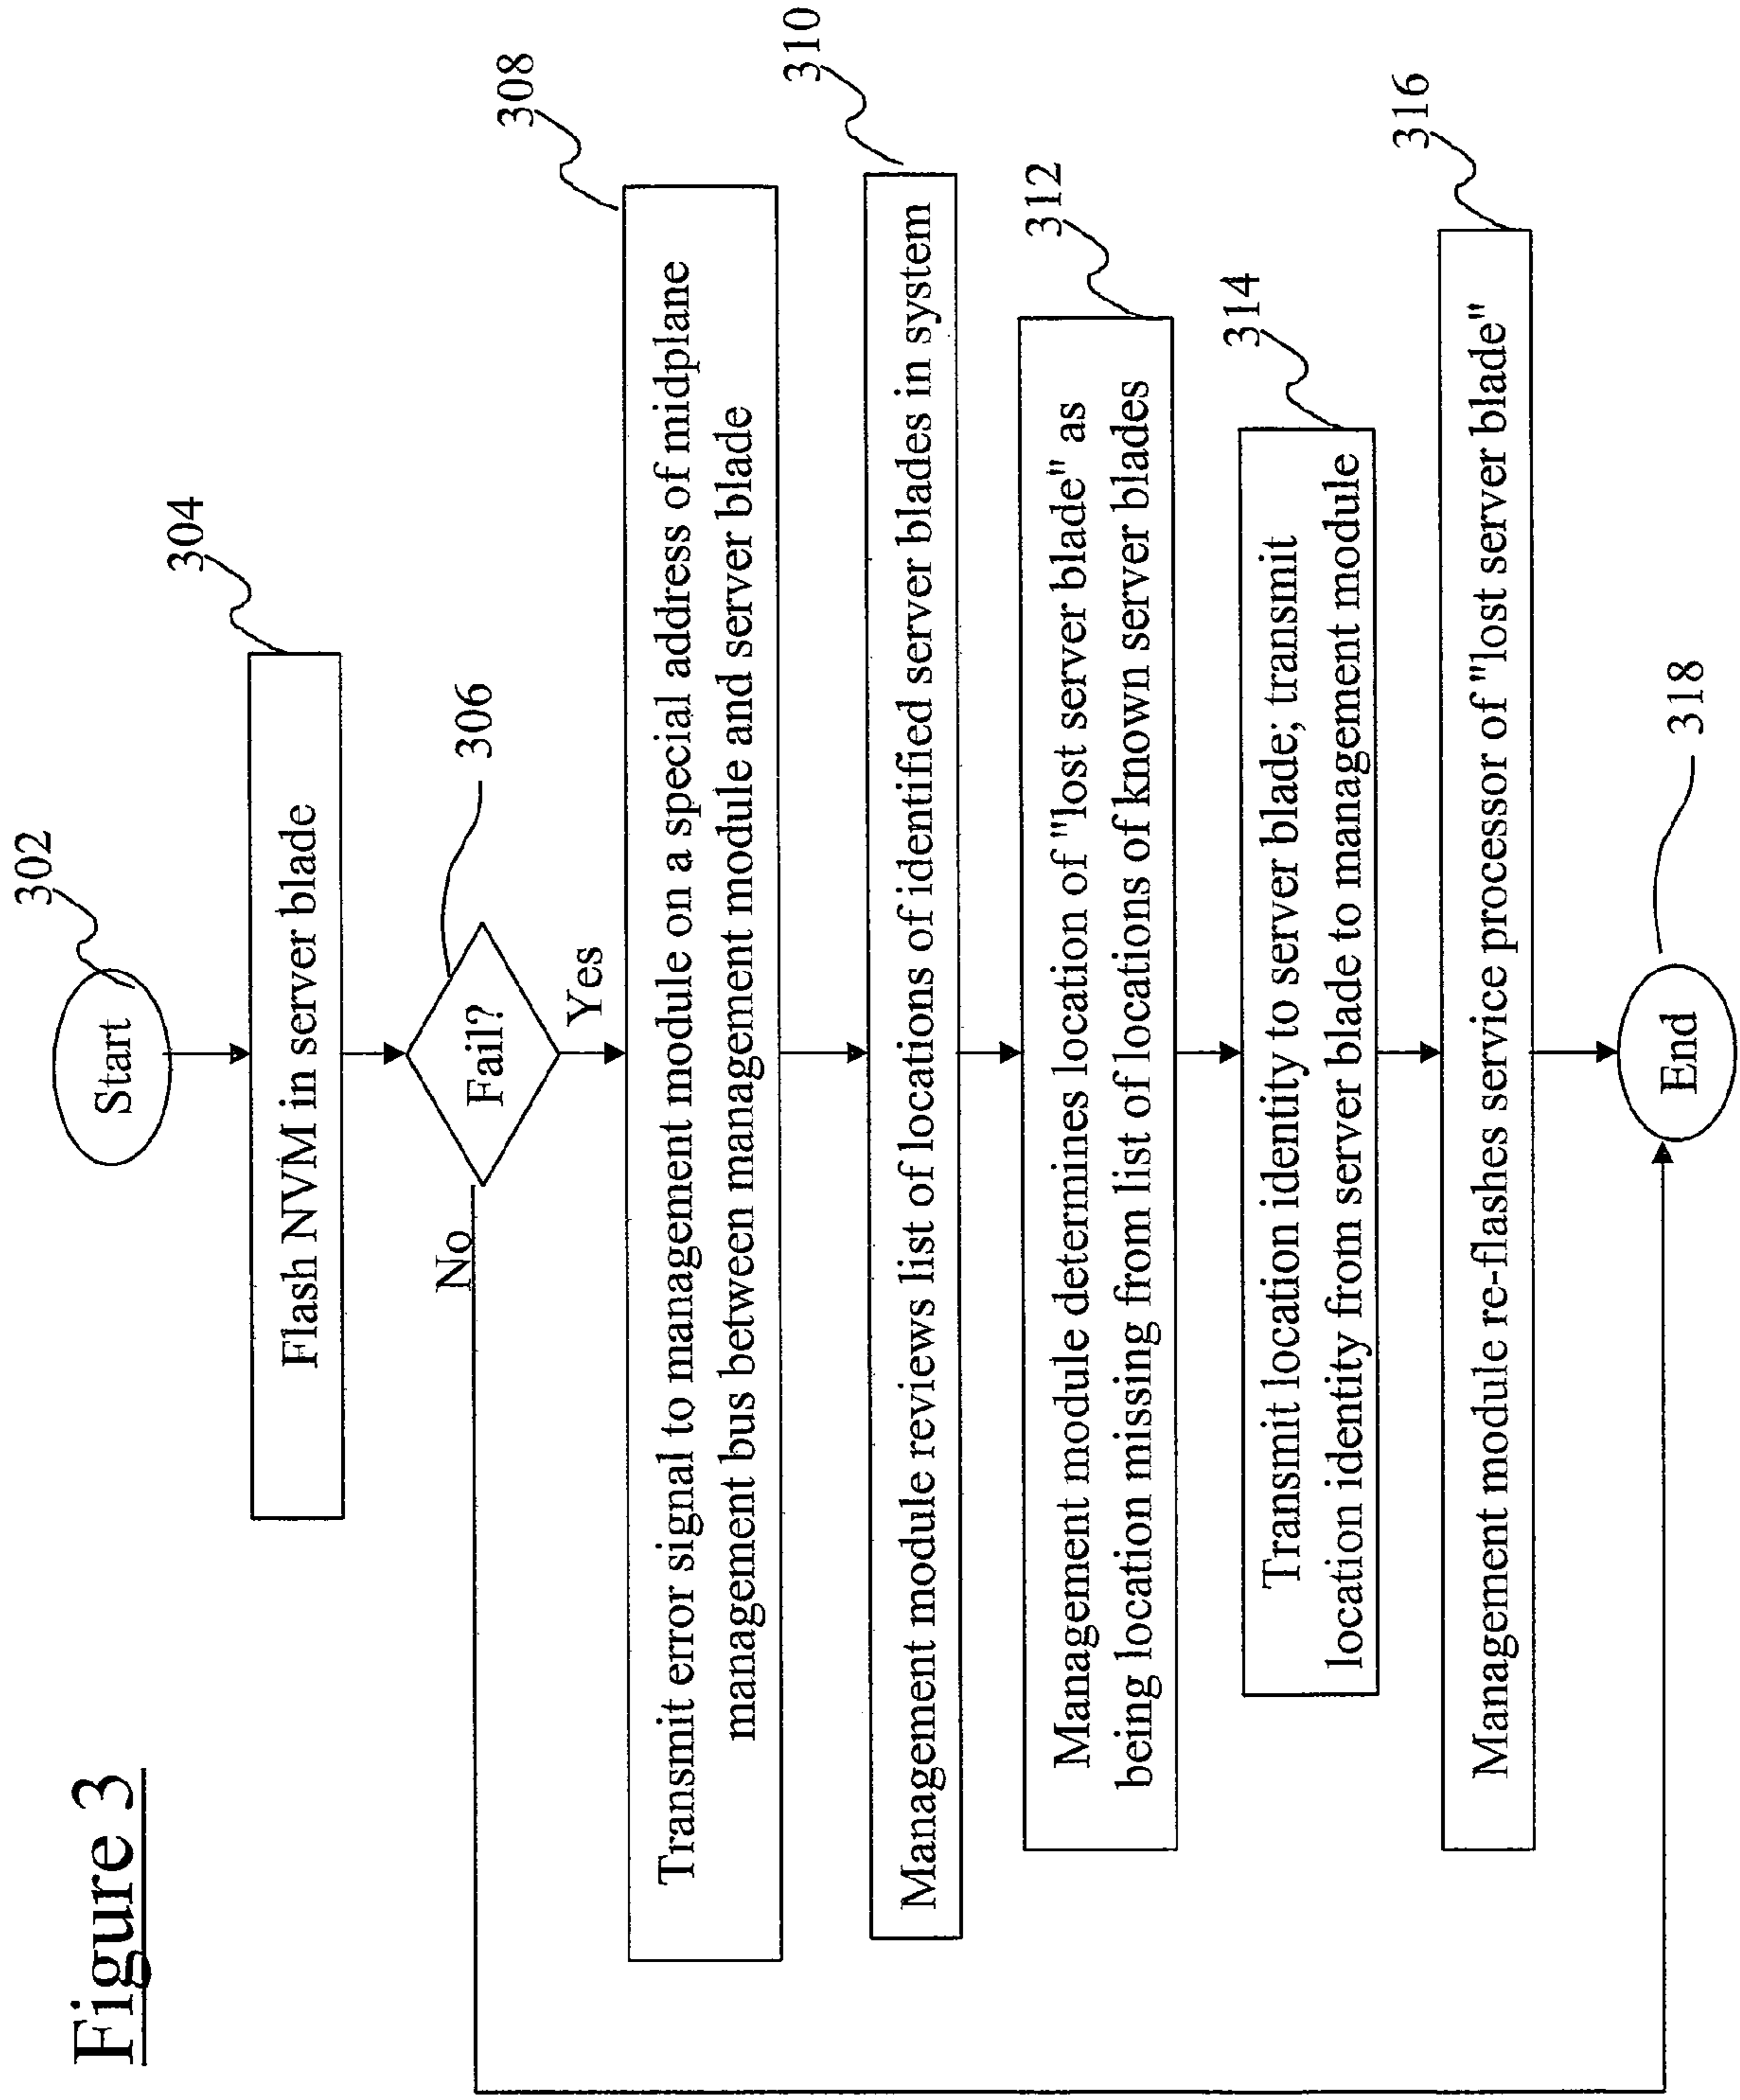 Figure 3
302
Start
304
Flash NVM in server blade
306
Fail?
No
Yes
308
Transmit error signal to management module on a special address of midplane
management bus between management module and server blade
310
Management module reviews list of locations of identified server blades in system
312
Management module determines location of "lost server blade" as
being location missing from list of locations of known server blades
314
Transmit location identity to server blade; transmit
location identity from server blade to management module
316
Management module re-flashes service processor of "lost server blade"
318
End